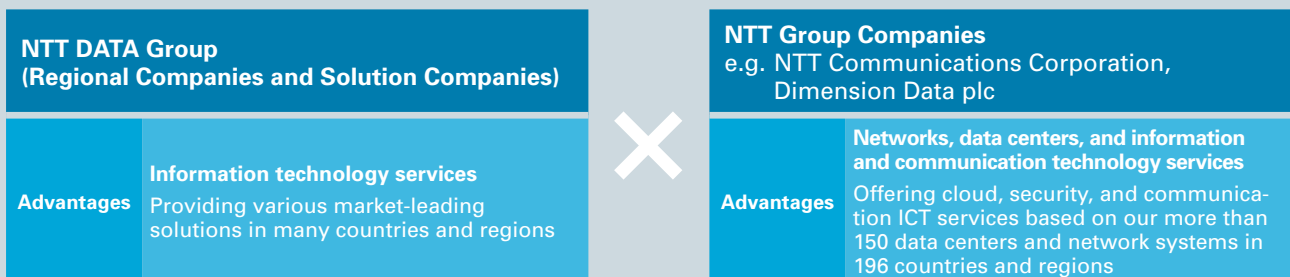 NTT DATA Group
(Regional Companies and Solution Companies)
Advantages
Information technology services
Providing various market-leading
solutions in many countries and regions
NTT Group Companies
e.g. NTT Communications Corporation,
Dimension Data plc
Advantages
Networks, data centers, and information
and communication technology services
Offering cloud, security, and communica-
tion ICT services based on our more than
150 data centers and network systems in
196 countries and regions